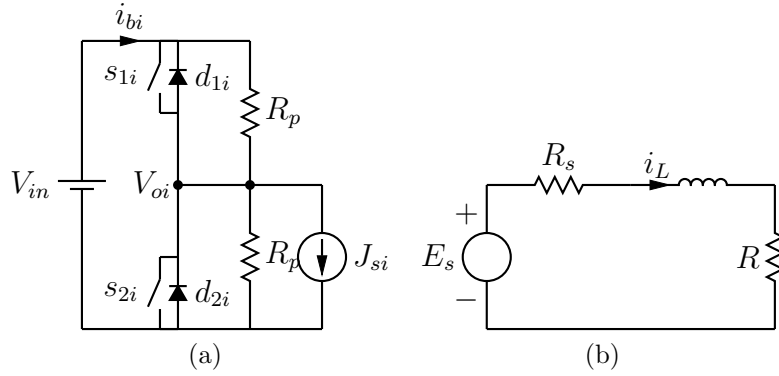 i_{bi}
s_{1i} d_{1i}
R_p
R_s i_L
V_{in} V_{oi}
+
s_{2i} d_{2i} R_p J_{si} E_s R
−
(a) (b)